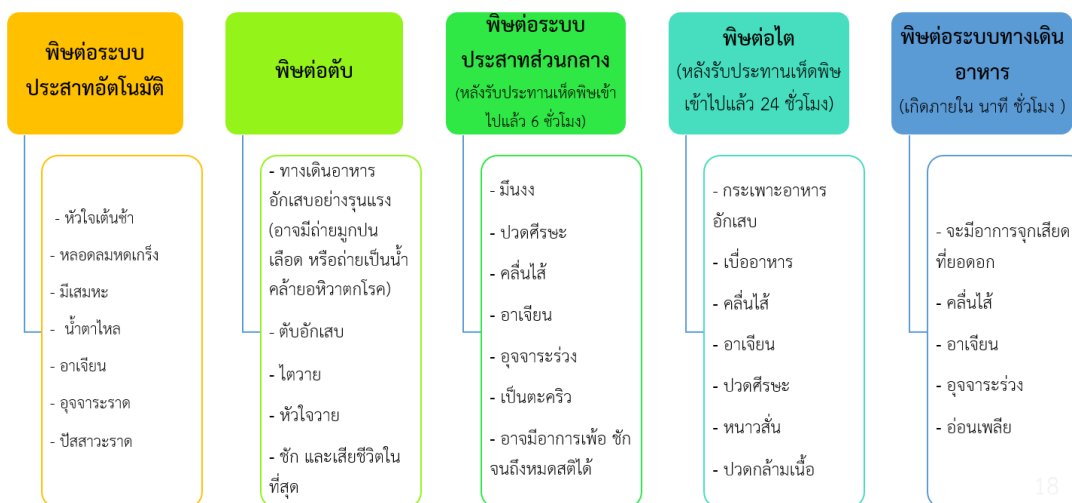 พิษต่อระบบ
ประสาทอัตโนมัติ
- หัวใจเต้นช้า
- หลอดลมหดเกร็ง
- มีเสมหะ
- น้ำตาไหล
- อาเจียน
- อุจจาระราด
- ปัสสาวะราด
พิษต่อตับ
- ทางเดินอาหาร
อักเสบอย่างรุนแรง
(อาจมีถ่ายมูกปน
เลือด หรือถ่ายเป็นน้ำ
คล้ายอหิวาตกโรค)
- ตับอักเสบ
- ไตวาย
- หัวใจวาย
- ชัก และเสียชีวิตใน
ที่สุด
พิษต่อระบบ
ประสาทส่วนกลาง
(หลังรับประทานเห็ดพิษเข้า
ไปแล้ว 6 ชั่วโมง)
- มึนงง
- ปวดศีรษะ
- คลื่นไส้
- อาเจียน
- อุจจาระร่วง
- เป็นตะคริว
- อาจมีอาการเพ้อ ชัก
จนถึงหมดสติได้
พิษต่อไต
(หลังรับประทานเห็ดพิษ
เข้าไปแล้ว 24 ชั่วโมง)
- กระเพาะอาหาร
อักเสบ
- เบื่ออาหาร
- คลื่นไส้
- อาเจียน
- ปวดศีรษะ
- หนาวสั่น
- ปวดกล้ามเนื้อ
พิษต่อระบบทางเดิน
อาหาร
(เกิดภายใน นาที ชั่วโมง )
- จะมีอาการจุกเสียด
ที่ยอดอก
- คลื่นไส้
- อาเจียน
- อุจจาระร่วง
- อ่อนเพลีย
18